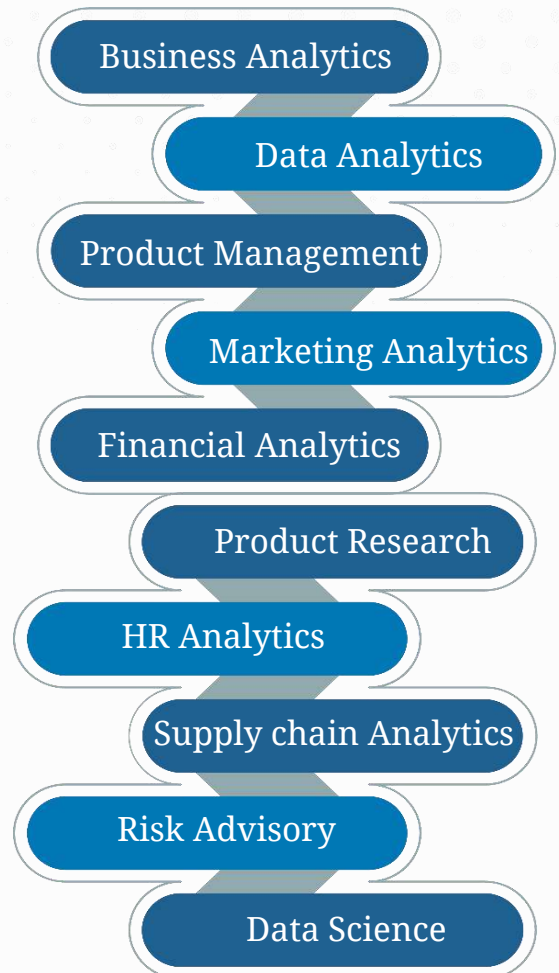 Business Analytics
Data Analytics
Product Management
Marketing Analytics
Financial Analytics
Product Research
HR Analytics
Supply chain Analytics
Risk Advisory
Data Science